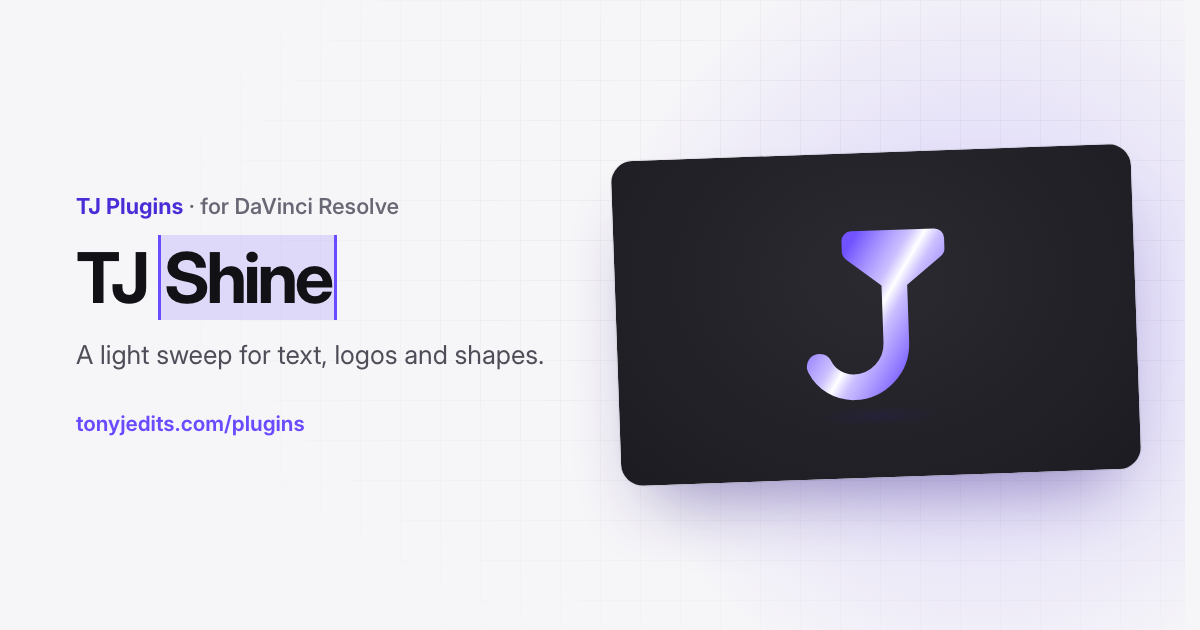 TJ Plugins · for DaVinci Resolve
TJ Shine
A light sweep for text, logos and shapes.
tonyjedits.com/plugins
J